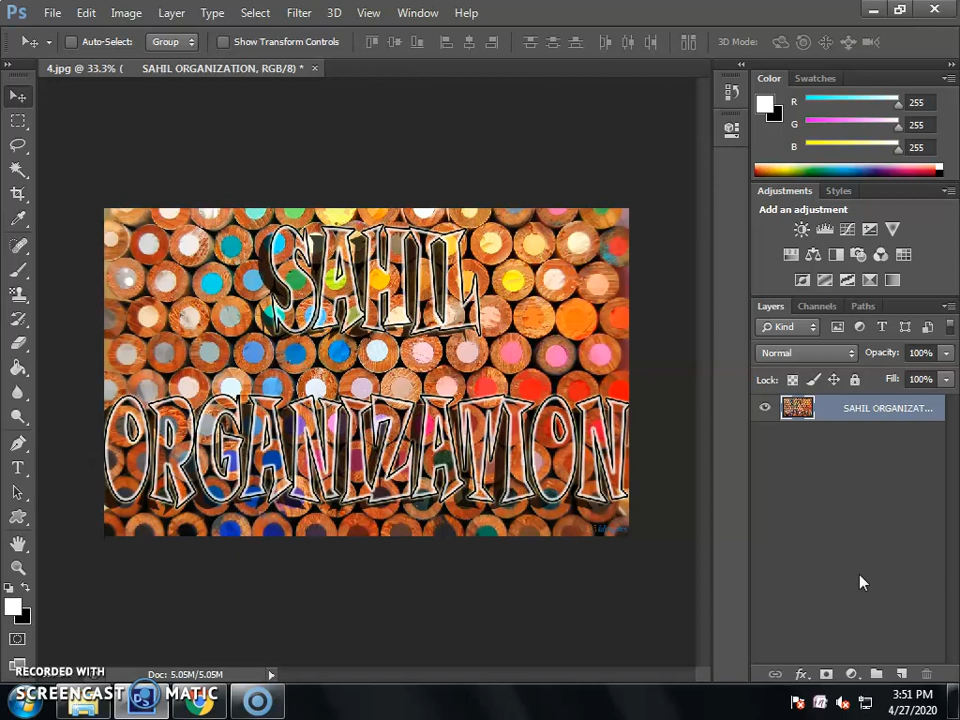 Ps File Edit Image Layer Type Select Filter 3D View Window Help
Auto-Select: Group Show Transform Controls 3D Mode:
4.jpg @ 33.3% ( SAHIL ORGANIZATION, RGB/8) * ×
Color Swatches
R 255
G 255
B 255
Adjustments Styles
Add an adjustment
SAHIL
ORGANIZATION
Layers Channels Paths
Kind
Normal Opacity: 100%
Lock: Fill: 100%
SAHIL ORGANIZAT...
Doc: 5.05M/5.05M
RECORDED WITH
SCREENCAST MATIC
3:51 PM
4/27/2020